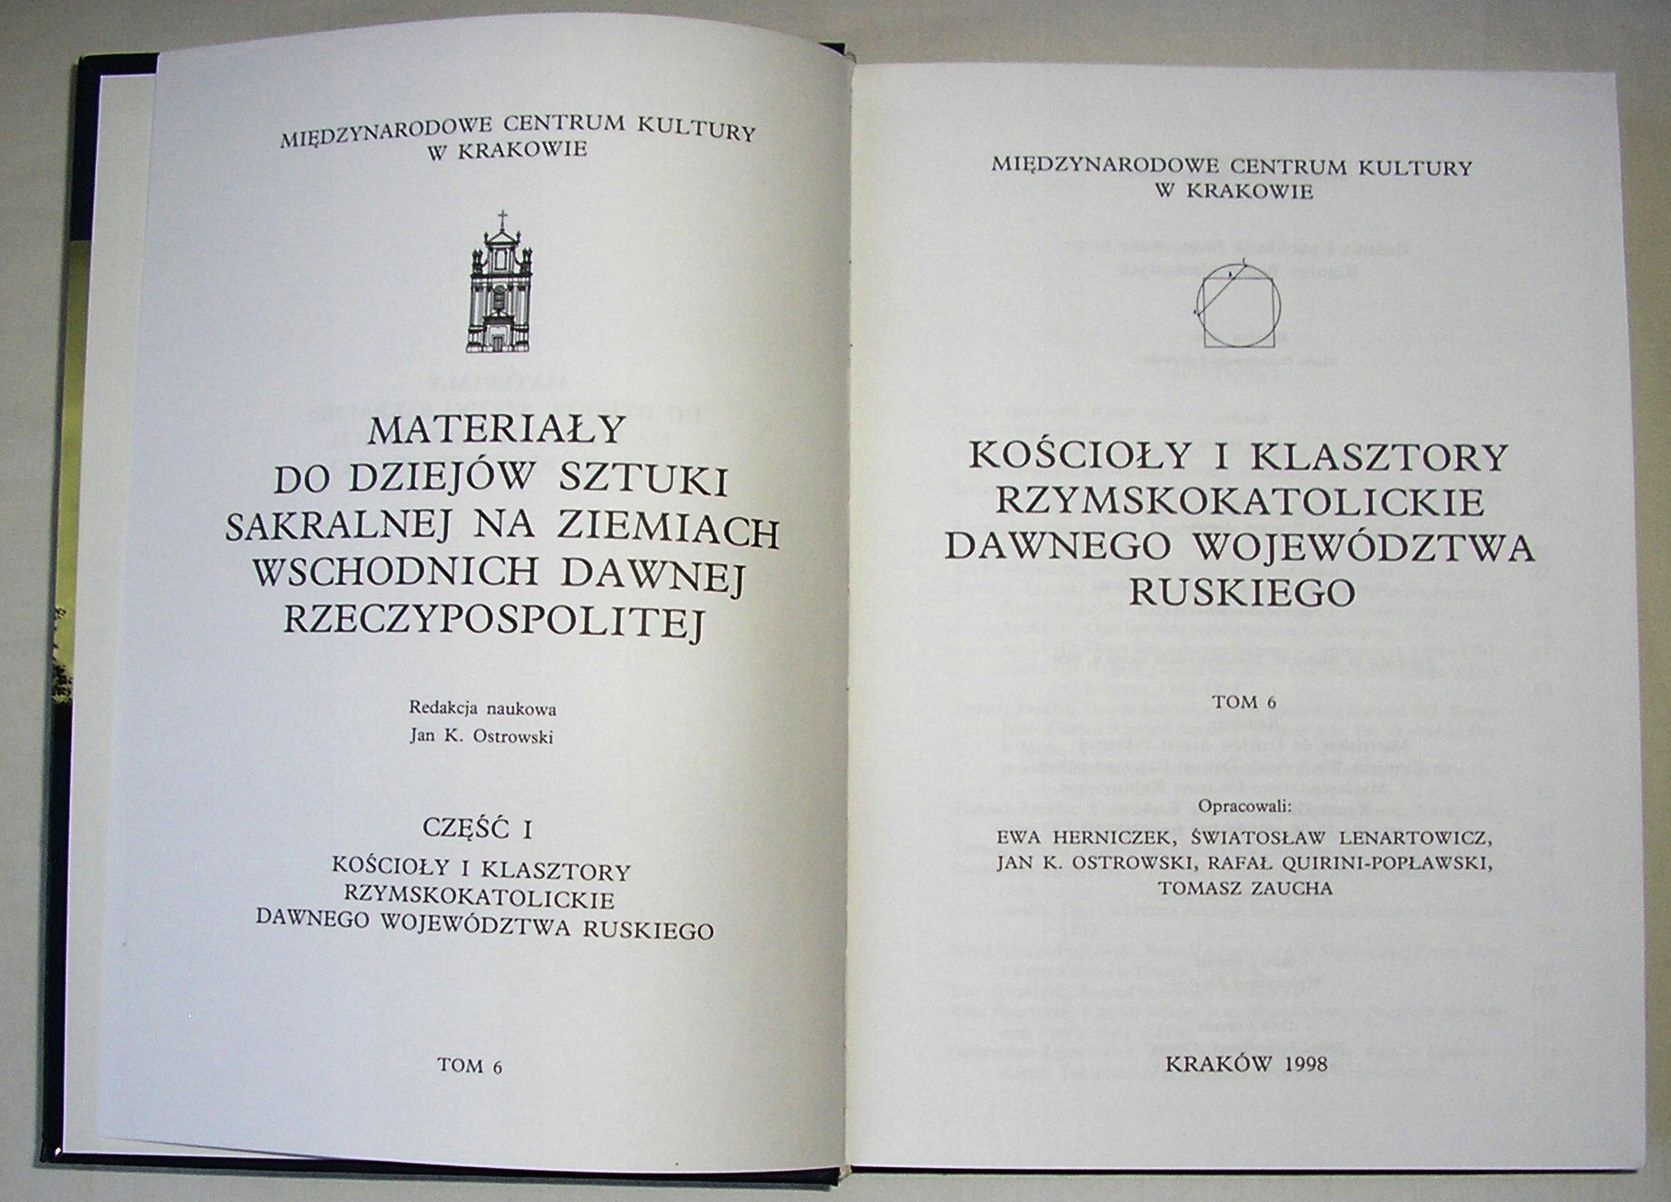 MIĘDZYNARODOWE CENTRUM KULTURY
W KRAKOWIE
MATERIAŁY
DO DZIEJÓW SZTUKI
SAKRALNEJ NA ZIEMIACH
WSCHODNICH DAWNEJ
RZECZYPOSPOLITEJ
Redakcja naukowa
Jan K. Ostrowski
CZĘŚĆ I
KOŚCIOŁY I KLASZTORY
RZYMSKOKATOLICKIE
DAWNEGO WOJEWÓDZTWA RUSKIEGO
TOM 6
MIĘDZYNARODOWE CENTRUM KULTURY
W KRAKOWIE
KOŚCIOŁY I KLASZTORY
RZYMSKOKATOLICKIE
DAWNEGO WOJEWÓDZTWA
RUSKIEGO
TOM 6
Opracowali:
EWA HERNICZEK, ŚWIATOSŁAW LENARTOWICZ,
JAN K. OSTROWSKI, RAFAŁ QUIRINI-POPŁAWSKI,
TOMASZ ZAUCHA
KRAKÓW 1998